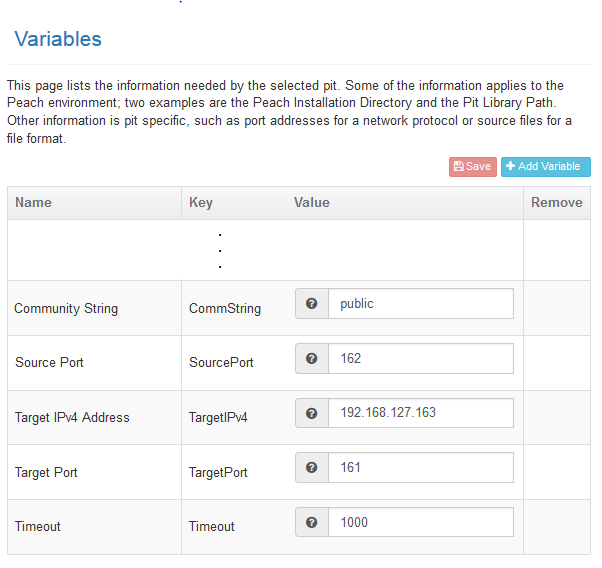 Variables
This page lists the information needed by the selected pit. Some of the information applies to the
Peach environment; two examples are the Peach Installation Directory and the Pit Library Path.
Other information is pit specific, such as port addresses for a network protocol or source files for a
file format.
Save Add Variable
Name Key Value Remove
.
.
.
Community String CommString public
Source Port SourcePort 162
Target IPv4 Address TargetIPv4 192.168.127.163
Target Port TargetPort 161
Timeout Timeout 1000